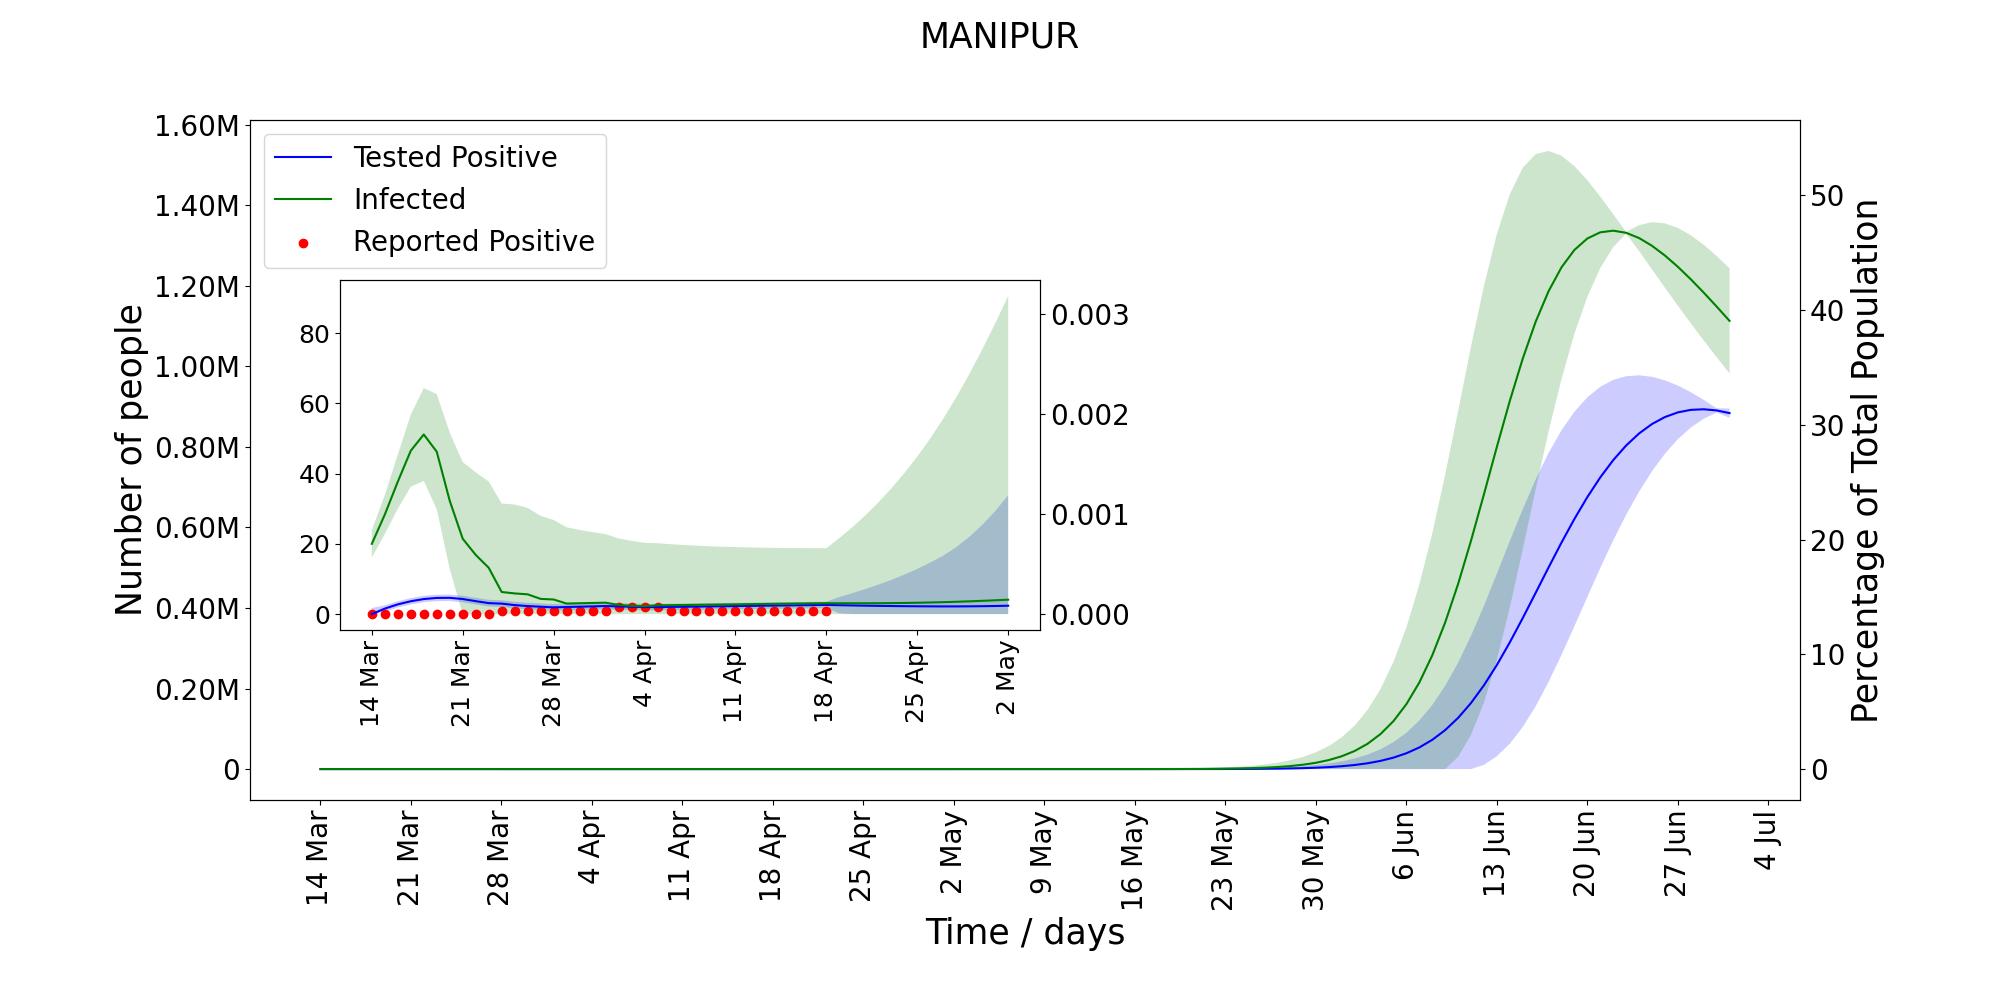 MANIPUR
Number of people
1.60M
1.40M
1.20M
1.00M
0.80M
0.60M
0.40M
0.20M
0
Tested Positive
Infected
Reported Positive
80
60
40
20
0
0.003
0.002
0.001
0.000
14 Mar
21 Mar
28 Mar
4 Apr
11 Apr
18 Apr
25 Apr
2 May
50
40
30
20
10
0
Percentage of Total Population
14 Mar
21 Mar
28 Mar
4 Apr
11 Apr
18 Apr
25 Apr
2 May
9 May
16 May
23 May
30 May
6 Jun
13 Jun
20 Jun
27 Jun
4 Jul
Time / days